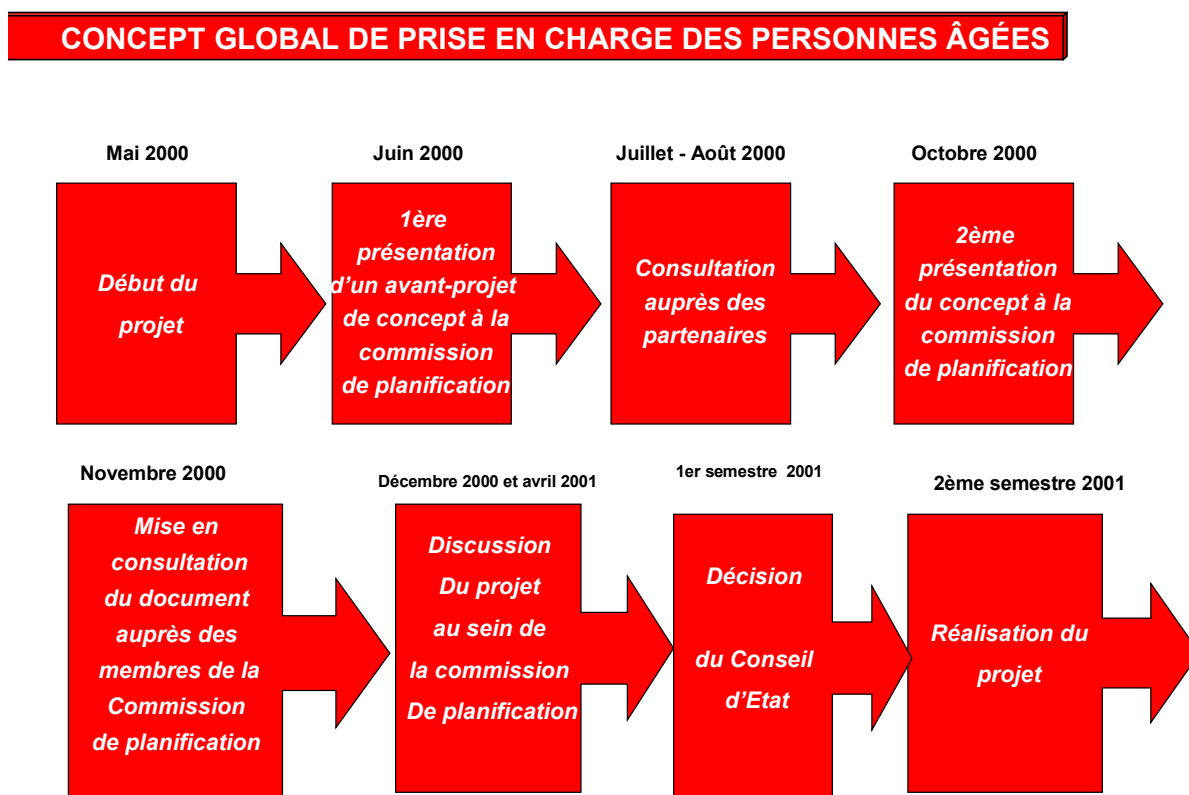 CONCEPT GLOBAL DE PRISE EN CHARGE DES PERSONNES ÂGÉES
Mai 2000
Début du
projet
Juin 2000
1ère
présentation
d'un avant-projet
de concept à la
commission
de planification
Juillet - Août 2000
Consultation
auprès des
partenaires
Octobre 2000
2ème
présentation
du concept à la
commission
de planification
Novembre 2000
Mise en
consultation
du document
auprès des
membres de la
Commission
de planification
Décembre 2000 et avril 2001
Discussion
Du projet
au sein de
la commission
De planification
1er semestre 2001
Décision
du Conseil
d'Etat
2ème semestre 2001
Réalisation du
projet